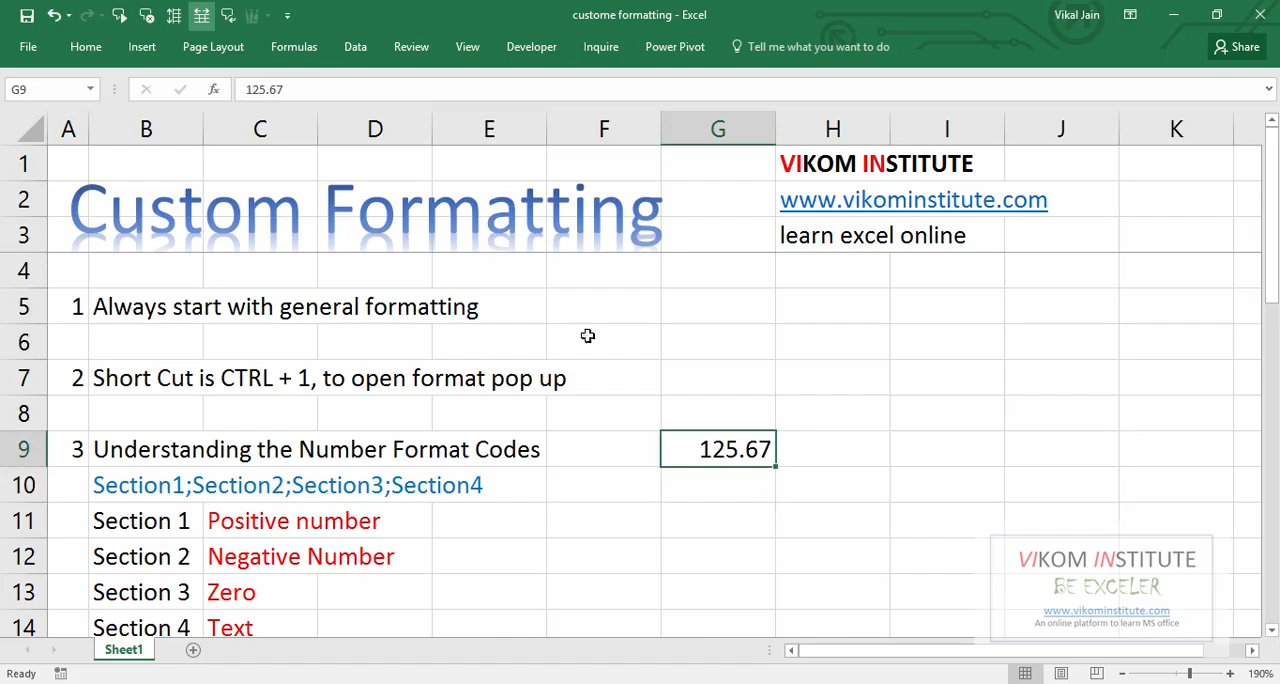 custome formatting - Excel
Vikal Jain
File Home Insert Page Layout Formulas Data Review View Developer Inquire Power Pivot Tell me what you want to do Share
G9 fx 125.67
A B C D E F G H I J K
1 VIKOM INSTITUTE
2 Custom Formatting www.vikominstitute.com
3 learn excel online
4
5 1 Always start with general formatting
6
7 2 Short Cut is CTRL + 1, to open format pop up
8
9 3 Understanding the Number Format Codes 125.67
10 Section1;Section2;Section3;Section4
11 Section 1 Positive number
12 Section 2 Negative Number
13 Section 3 Zero
14 Section 4 Text
VIKOM INSTITUTE
BE EXCELER
www.vikominstitute.com
An online platform to learn MS office
Sheet1
Ready 190%